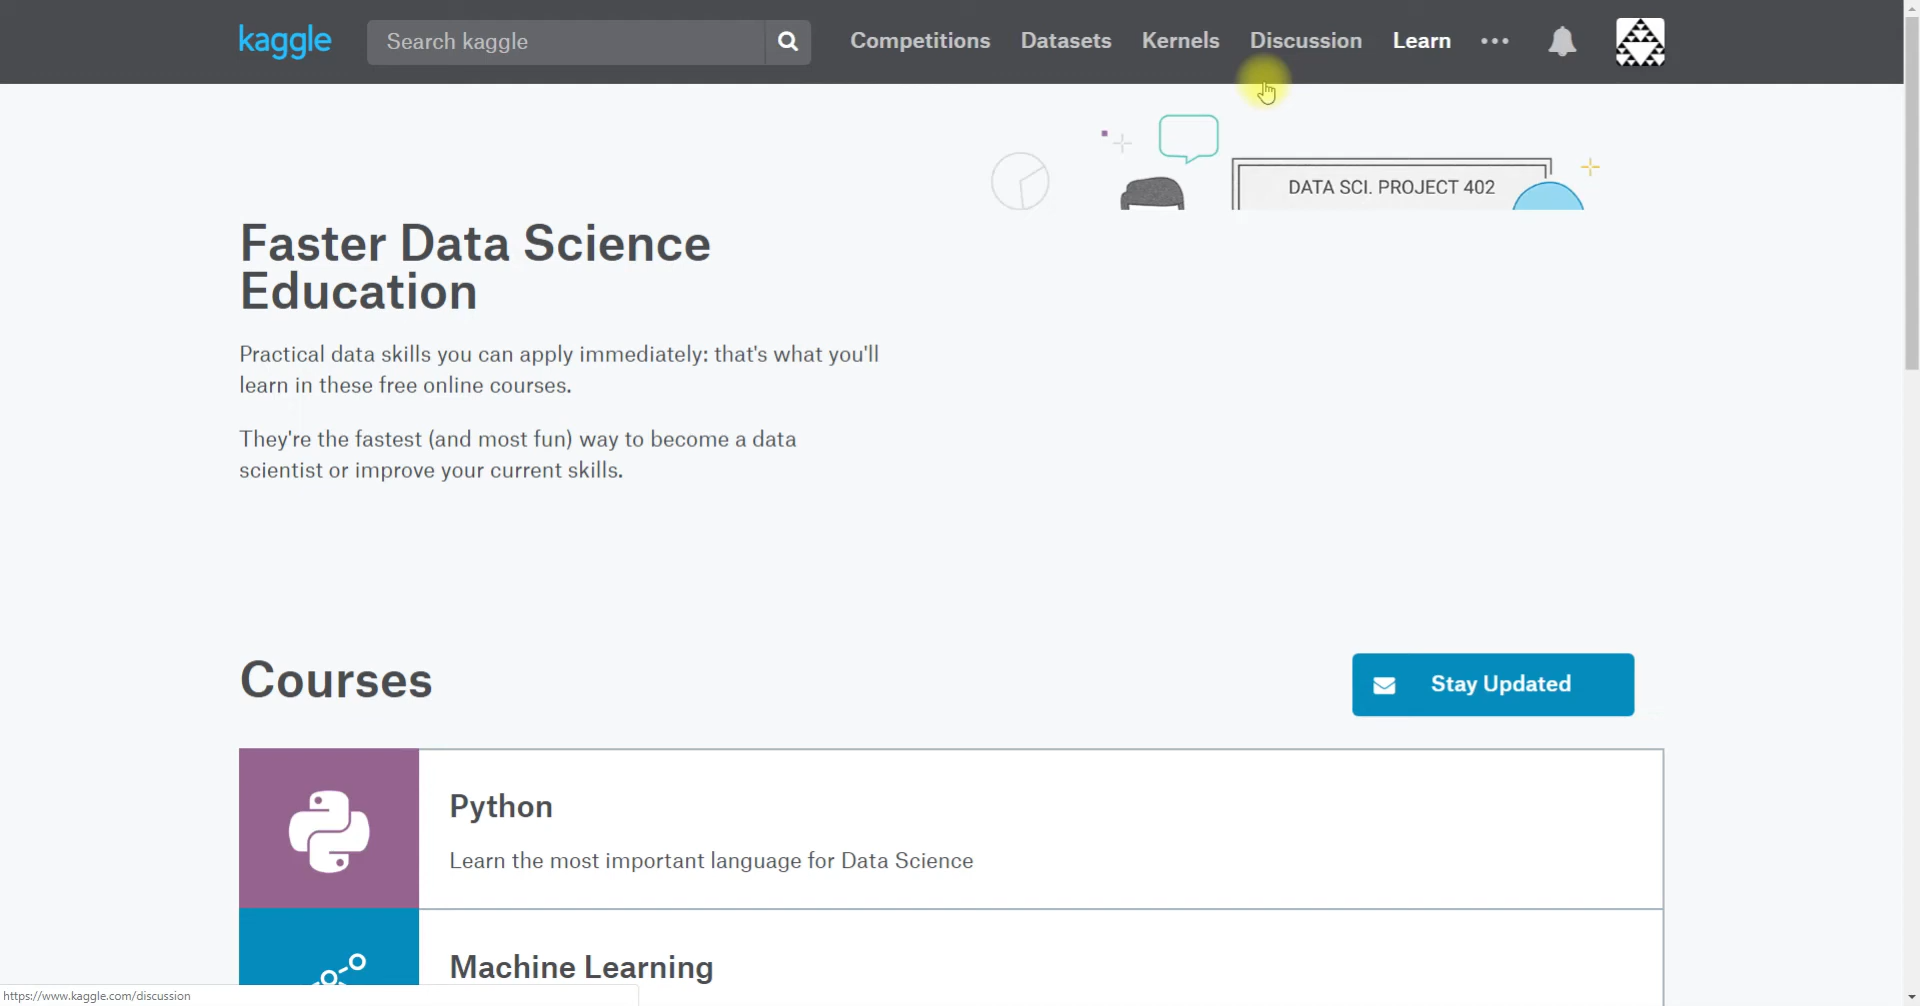 kaggle
Search kaggle
Competitions
Datasets
Kernels
Discussion
Learn
DATA SCI. PROJECT 402
Faster Data Science
Education
Practical data skills you can apply immediately: that's what you'll
learn in these free online courses.
They're the fastest (and most fun) way to become a data
scientist or improve your current skills.
Courses
Stay Updated
Python
Learn the most important language for Data Science
Machine Learning
https://www.kaggle.com/discussion